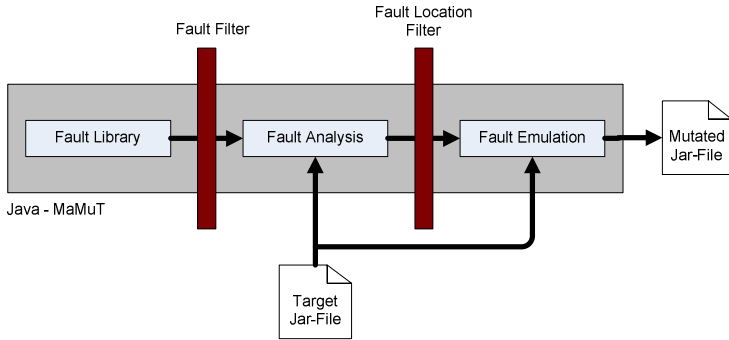 Fault Filter
Fault Location
Filter
Fault Library
Fault Analysis
Fault Emulation
Mutated
Jar-File
Java - MaMuT
Target
Jar-File